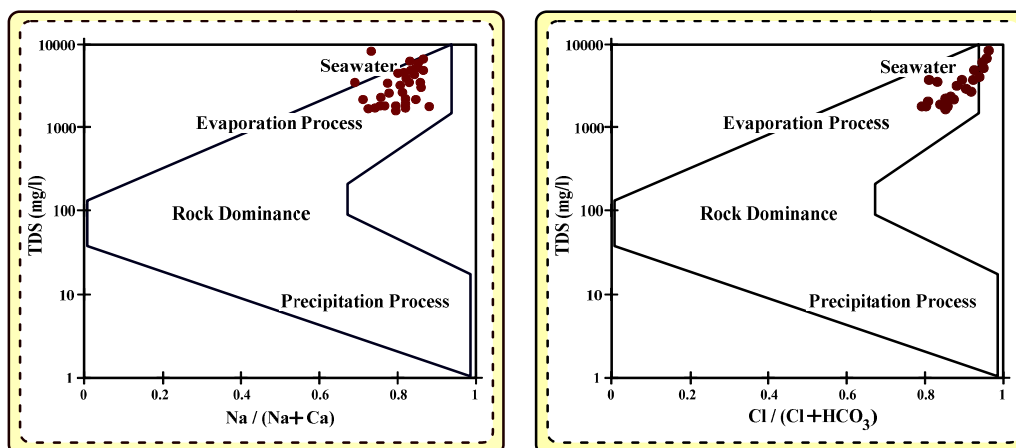 10000
1000
100
10
1
TDS (mg/l)
Seawater
Evaporation Process
Rock Dominance
Precipitation Process
0
0.2
0.4
0.6
0.8
1
Na / (Na+Ca)
10000
1000
100
10
1
TDS (mg/l)
Seawater
Evaporation Process
Rock Dominance
Precipitation Process
0
0.2
0.4
0.6
0.8
1
Cl / (Cl+HCO₃)